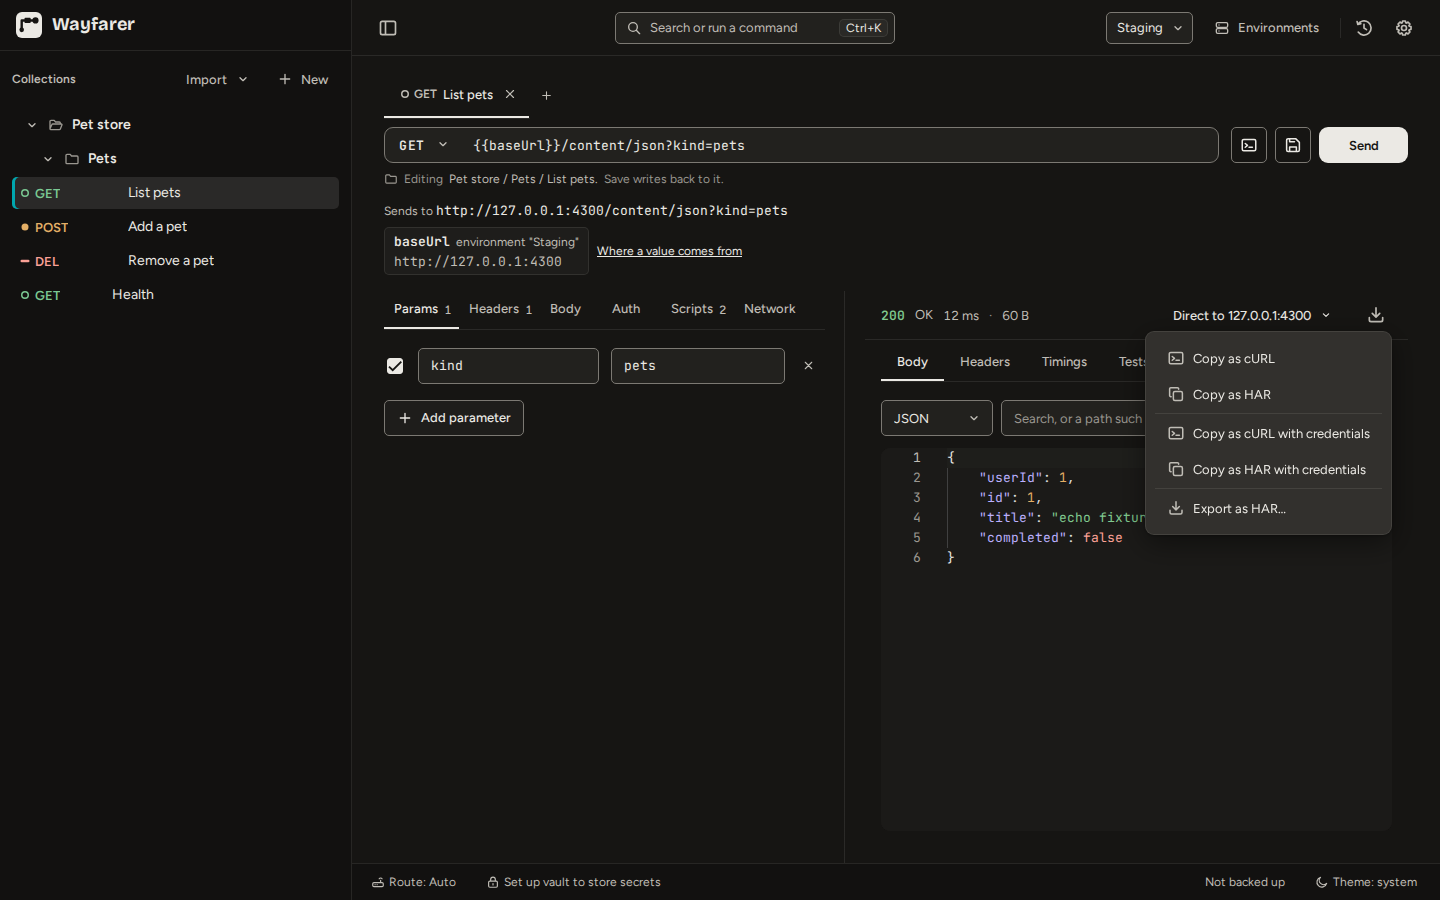 Wayfarer
Search or run a command Ctrl+K
Staging
Environments
Collections
Import
New
Pet store
Pets
GET List pets
POST Add a pet
DEL Remove a pet
GET Health
GET List pets
GET {{baseUrl}}/content/json?kind=pets
Send
Editing Pet store / Pets / List pets. Save writes back to it.
Sends to http://127.0.0.1:4300/content/json?kind=pets
baseUrl environment "Staging"
http://127.0.0.1:4300
Where a value comes from
Params 1 Headers 1 Body Auth Scripts 2 Network
kind pets
Add parameter
200 OK 12 ms · 60 B
Direct to 127.0.0.1:4300
Body Headers Timings Tests
JSON
Search, or a path such
1 {
2 "userId": 1,
3 "id": 1,
4 "title": "echo fixtur
5 "completed": false
6 }
Copy as cURL
Copy as HAR
Copy as cURL with credentials
Copy as HAR with credentials
Export as HAR…
Route: Auto
Set up vault to store secrets
Not backed up
Theme: system